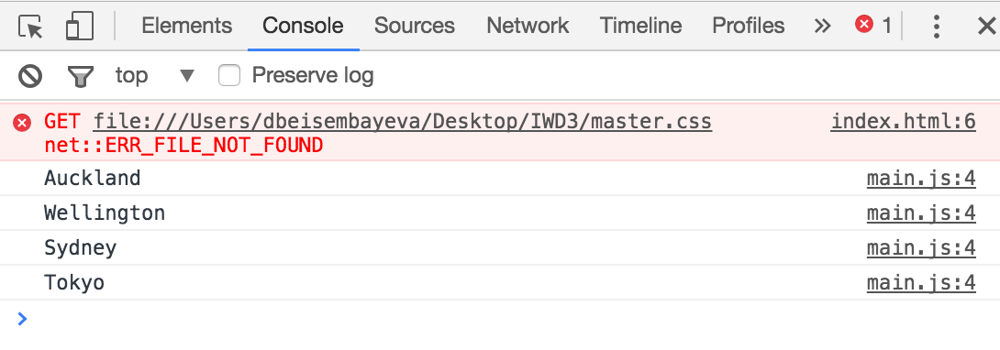 Elements Console Sources Network Timeline Profiles » 1
top Preserve log
GET file:///Users/dbeisembayeva/Desktop/IWD3/master.css index.html:6
net::ERR_FILE_NOT_FOUND
Auckland main.js:4
Wellington main.js:4
Sydney main.js:4
Tokyo main.js:4